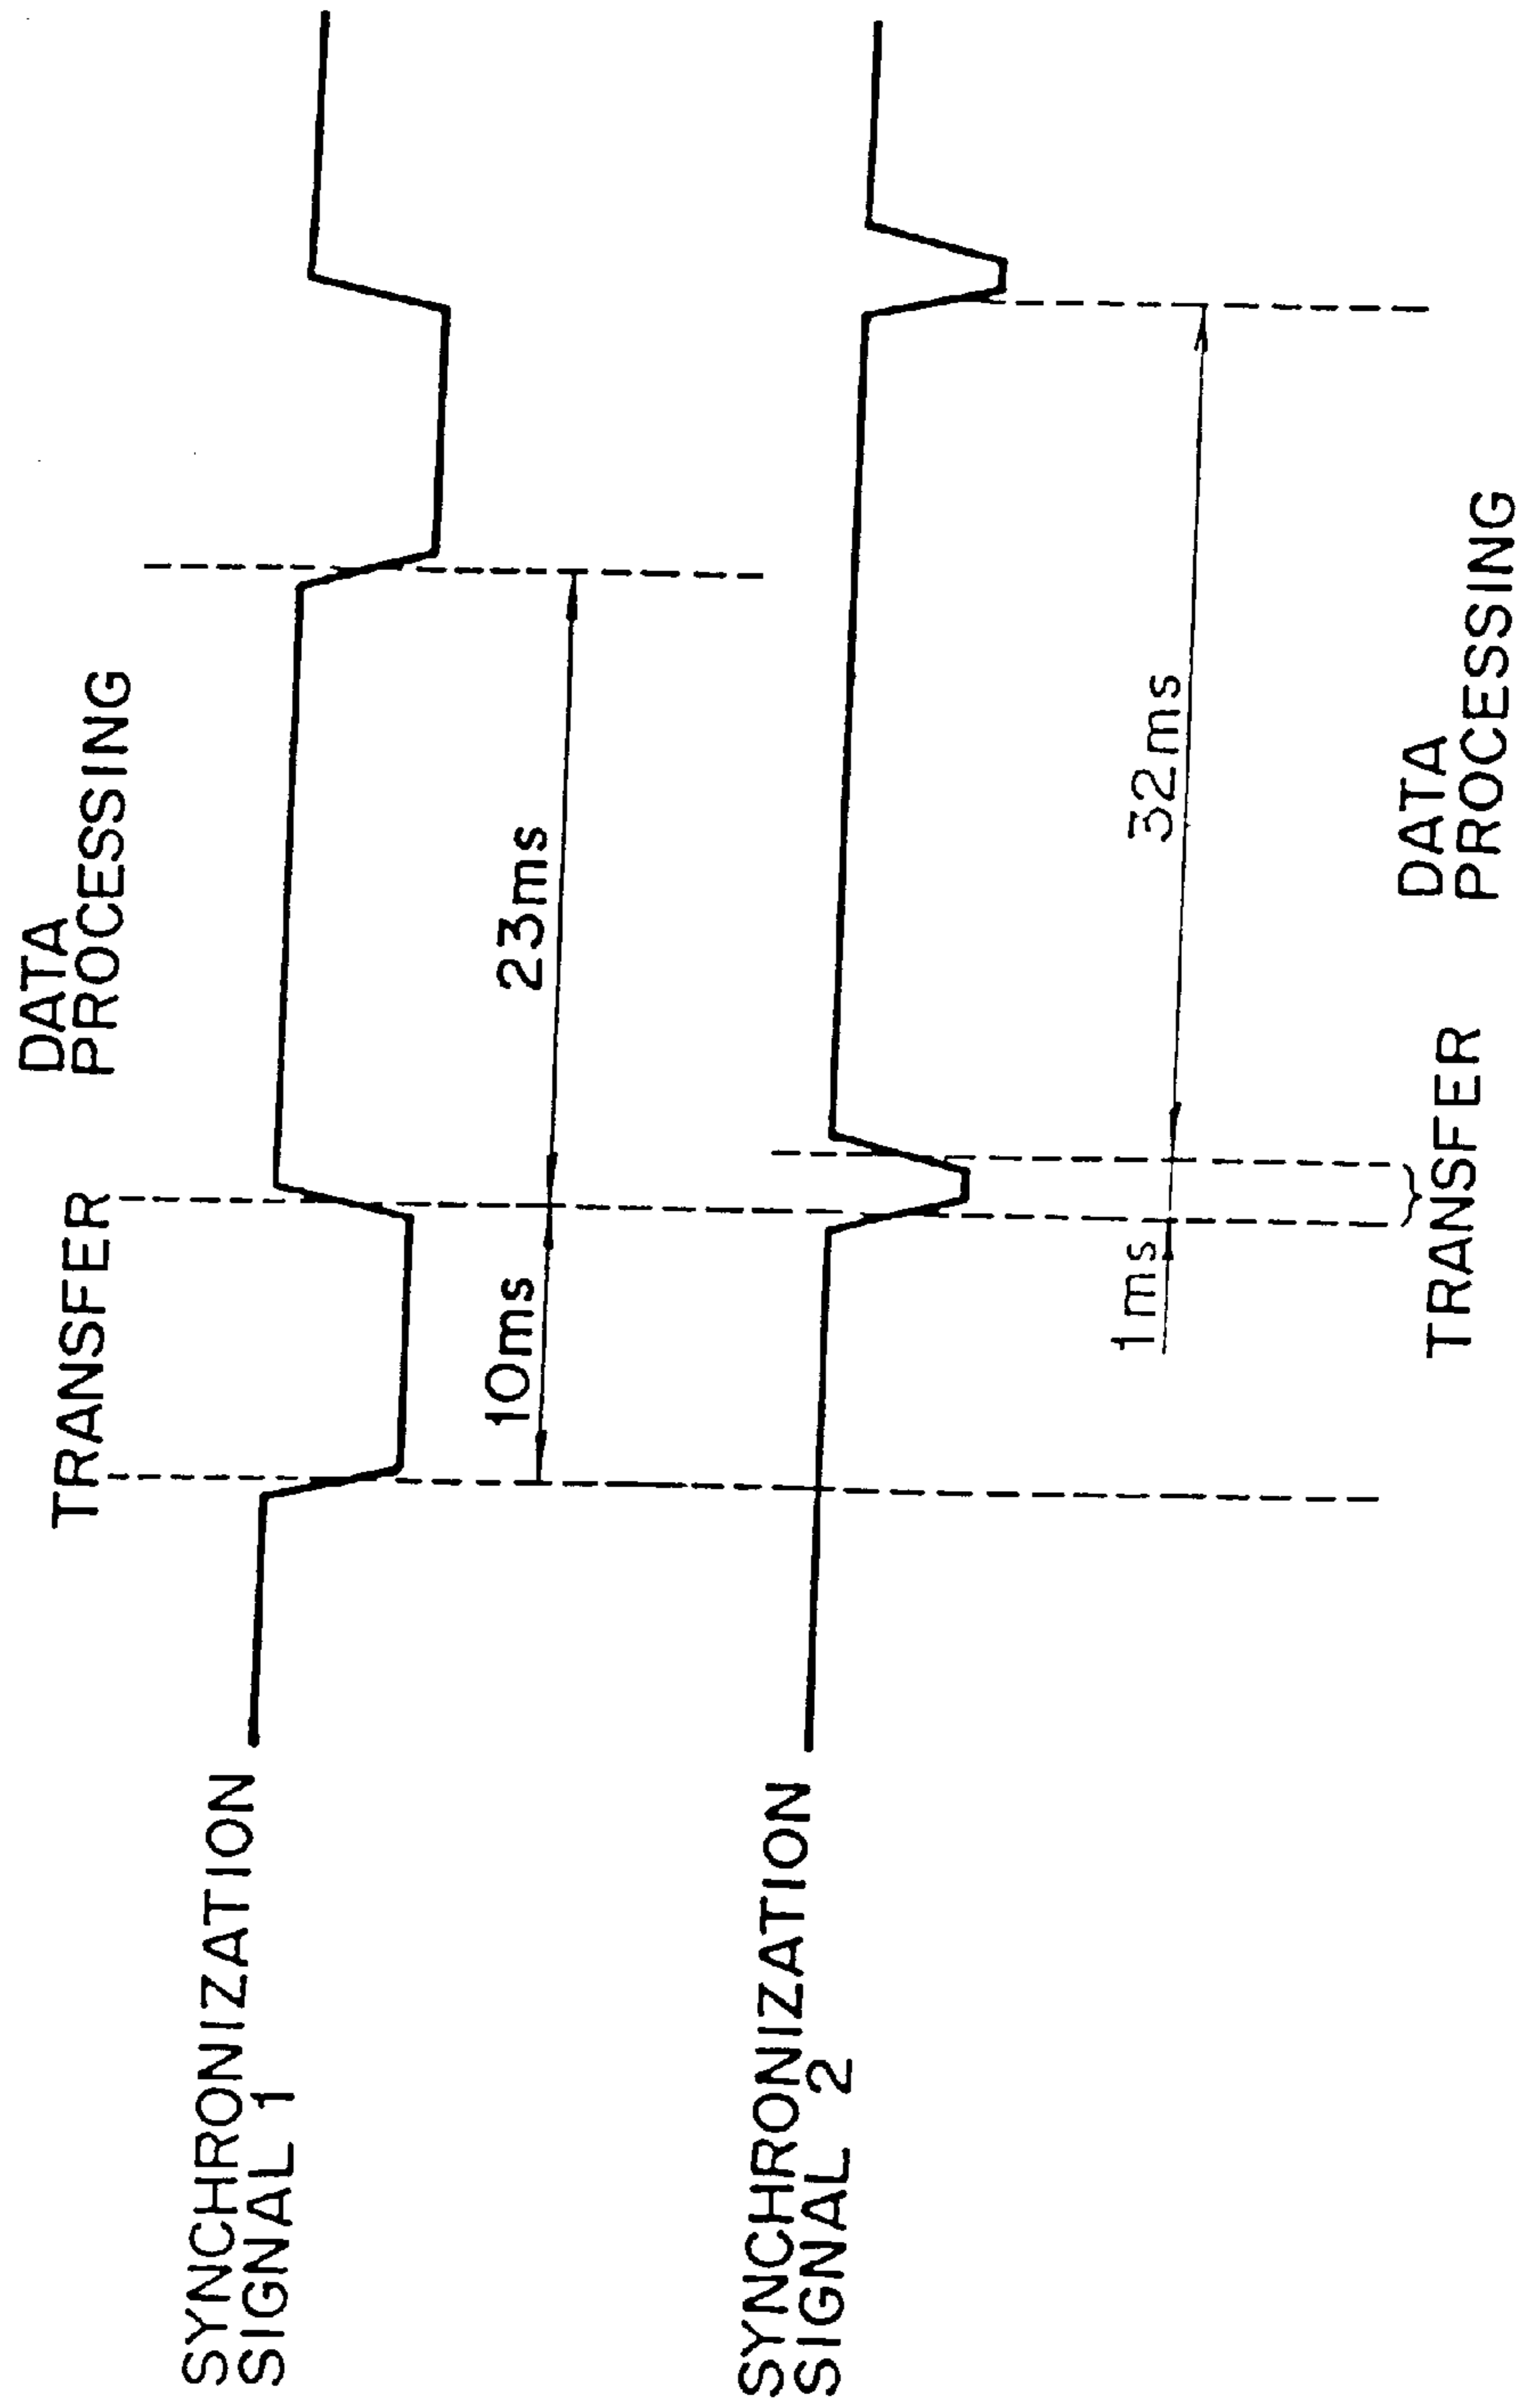 DATA
TRANSFER PROCESSING
SYNCHRONIZATION
SIGNAL 1
10ms 23ms
SYNCHRONIZATION
SIGNAL 2
1ms 32ms
DATA
TRANSFER PROCESSING